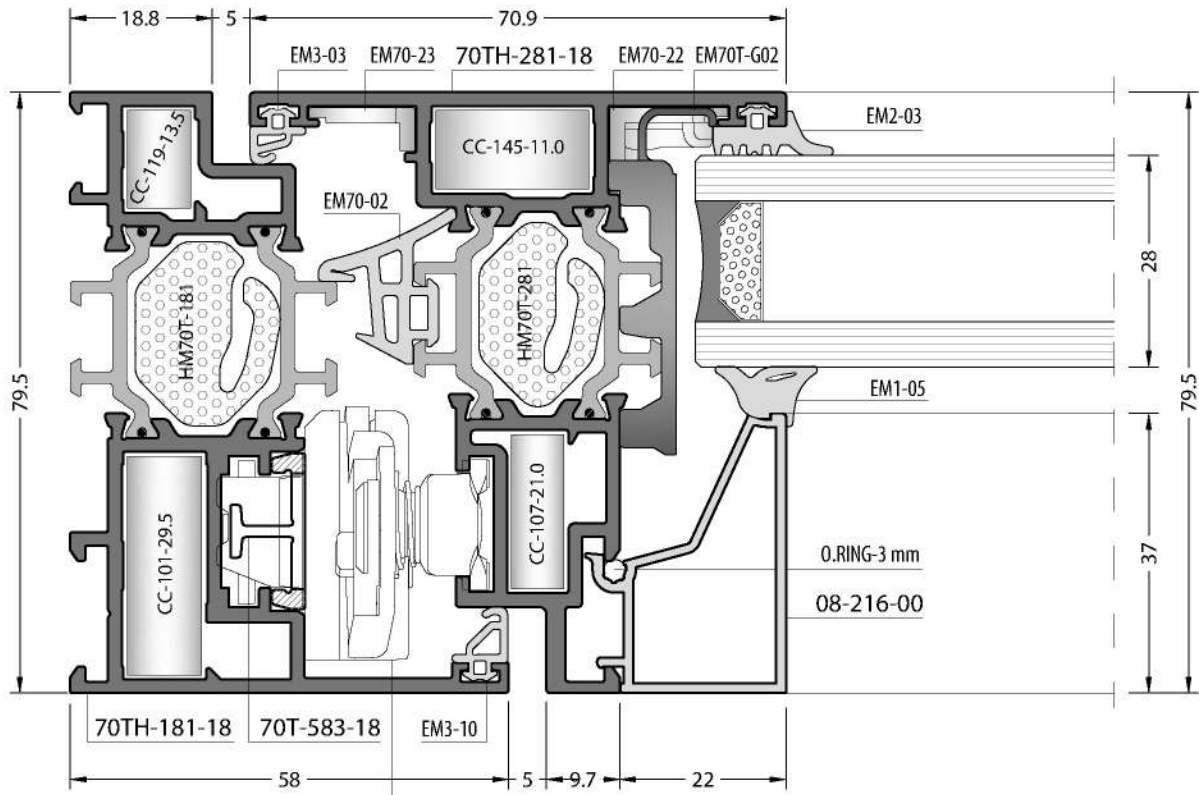 18.8
5
70.9
EM3-03
EM70-23
70TH-281-18
EM70-22
EM70T-G02
EM2-03
CC-119-13.5
CC-145-11.0
EM70-02
HM70T-181
HM70T-281
28
79.5
79.5
EM1-05
CC-101-29.5
CC-107-21.0
O.RING-3 mm
37
08-216-00
70TH-181-18
70T-583-18
EM3-10
58
5
9.7
22